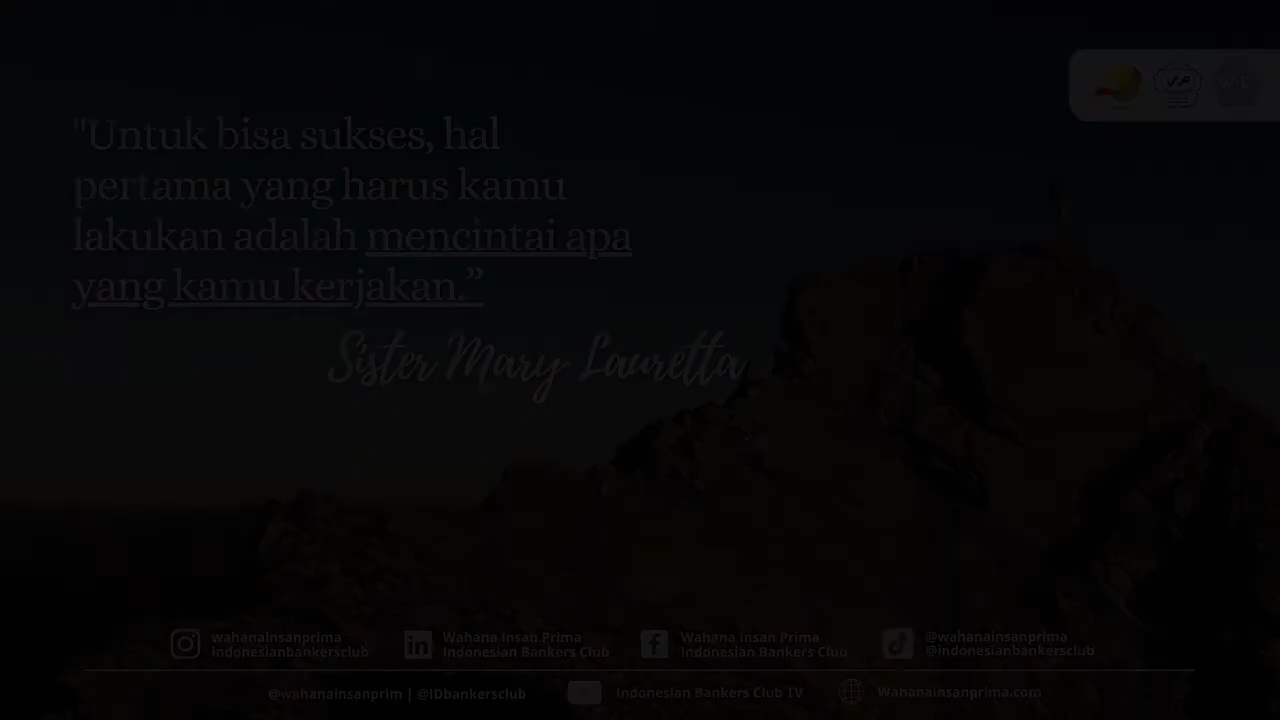 "Untuk bisa sukses, hal
pertama yang harus kamu
lakukan adalah mencintai apa
yang kamu kerjakan.”
Sister Mary Lauretta
wahanainsanprima
indonesianbankersclub
Wahana Insan Prima
Indonesian Bankers Club
Wahana Insan Prima
Indonesian Bankers Club
@wahanainsanprima
@indonesianbankersclub
@wahanainsanprim | @IDbankersclub
Indonesian Bankers Club TV
Wahanainsanprima.com